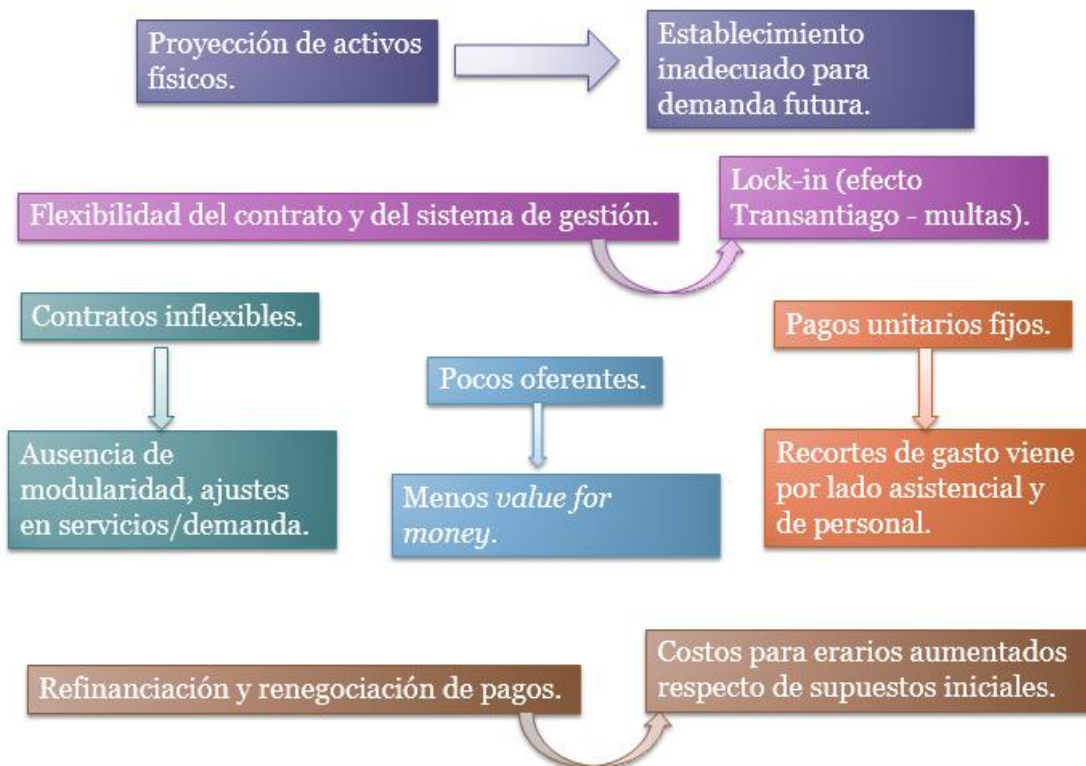 Proyección de activos
físicos.
Establecimiento
inadecuado para
demanda futura.
Flexibilidad del contrato y del sistema de gestión.
Lock-in (efecto
Transantiago - multas).
Contratos inflexibles.
Ausencia de
modularidad, ajustes
en servicios/demanda.
Pocos oferentes.
Menos value for
money.
Pagos unitarios fijos.
Recortes de gasto viene
por lado asistencial y
de personal.
Refinanciación y renegociación de pagos.
Costos para erarios aumentados
respecto de supuestos iniciales.